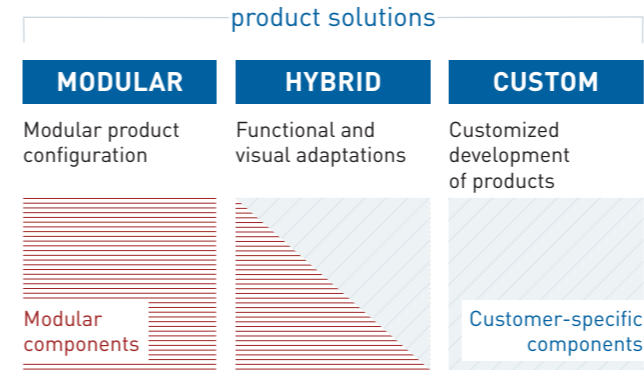 product solutions
MODULAR
HYBRID
CUSTOM
Modular product
configuration
Functional and
visual adaptations
Customized
development
of products
Modular
components
Customer-specific
components